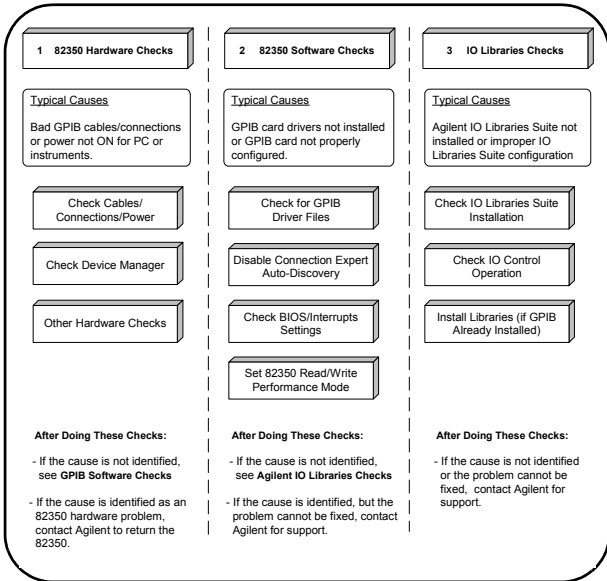 1 82350 Hardware Checks
Typical Causes
Bad GPIB cables/connections
or power not ON for PC or
instruments.
Check Cables/
Connections/Power
Check Device Manager
Other Hardware Checks
After Doing These Checks:
- If the cause is not identified,
see GPIB Software Checks
- If the cause is identified as an
82350 hardware problem,
contact Agilent to return the
82350.
2 82350 Software Checks
Typical Causes
GPIB card drivers not installed
or GPIB card not properly
configured.
Check for GPIB
Driver Files
Disable Connection Expert
Auto-Discovery
Check BIOS/Interrupts
Settings
Set 82350 Read/Write
Performance Mode
After Doing These Checks:
- If the cause is not identified,
see Agilent IO Libraries Checks
- If the cause is identified, but the
problem cannot be fixed, contact
Agilent for support.
3 IO Libraries Checks
Typical Causes
Agilent IO Libraries Suite not
installed or improper IO
Libraries Suite configuration
Check IO Libraries Suite
Installation
Check IO Control
Operation
Install Libraries (if GPIB
Already Installed)
After Doing These Checks:
- If the cause is not identified
or the problem cannot be
fixed, contact Agilent for
support.